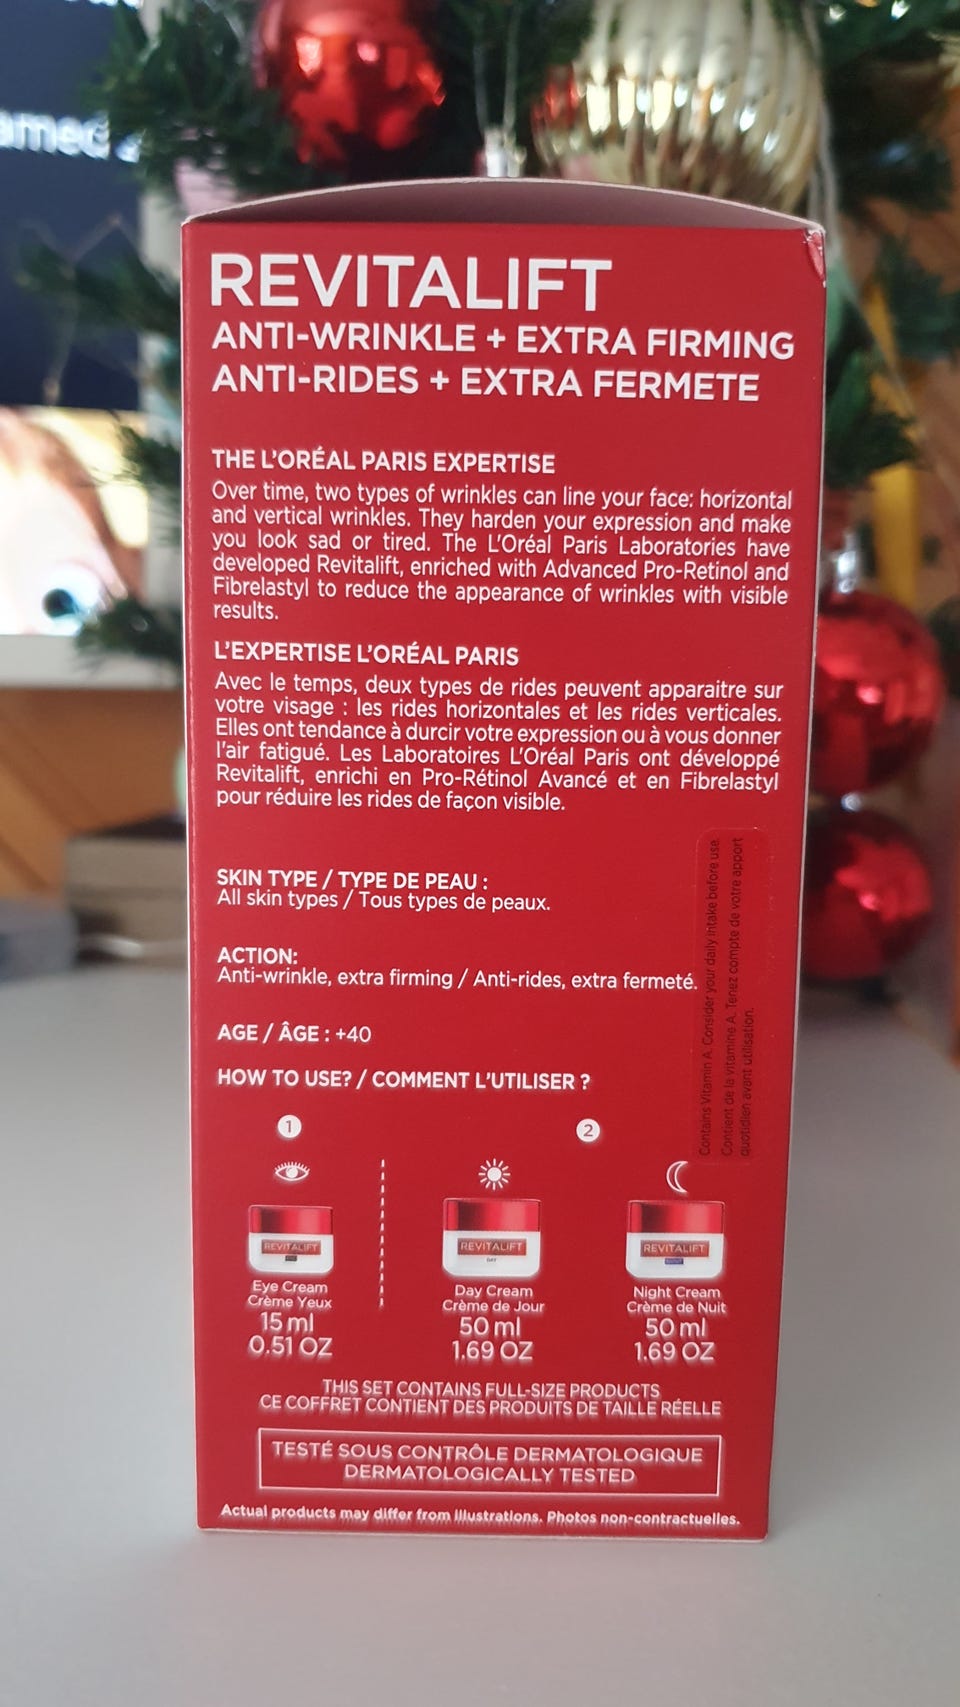 REVITALIFT
ANTI-WRINKLE + EXTRA FIRMING
ANTI-RIDES + EXTRA FERMETE
THE L'ORÉAL PARIS EXPERTISE
Over time, two types of wrinkles can line your face: horizontal
and vertical wrinkles. They harden your expression and make
you look sad or tired. The L'Oréal Paris Laboratories have
developed Revitalift, enriched with Advanced Pro-Retinol and
Fibrelastyl to reduce the appearance of wrinkles with visible
results.
L'EXPERTISE L'ORÉAL PARIS
Avec le temps, deux types de rides peuvent apparaitre sur
votre visage : les rides horizontales et les rides verticales.
Elles ont tendance à durcir votre expression ou à vous donner
l'air fatigué. Les Laboratoires L'Oréal Paris ont développé
Revitalift, enrichi en Pro-Rétinol Avancé et en Fibrelastyl
pour réduire les rides de façon visible.
SKIN TYPE / TYPE DE PEAU :
All skin types / Tous types de peaux.
ACTION:
Anti-wrinkle, extra firming / Anti-rides, extra fermeté.
AGE / ÂGE : +40
HOW TO USE? / COMMENT L'UTILISER ?
Contains Vitamin A. Consider your daily intake before use.
Contient de la vitamine A. Tenez compte de votre apport
quotidien avant utilisation.
1
2
REVITALIFT
REVITALIFT
DAY
REVITALIFT
Eye Cream
Crème Yeux
15 ml
0.51 OZ
Day Cream
Crème de Jour
50 ml
1.69 OZ
Night Cream
Crème de Nuit
50 ml
1.69 OZ
THIS SET CONTAINS FULL-SIZE PRODUCTS
CE COFFRET CONTIENT DES PRODUITS DE TAILLE RÉELLE
TESTÉ SOUS CONTRÔLE DERMATOLOGIQUE
DERMATOLOGICALLY TESTED
Actual products may differ from illustrations. Photos non-contractuelles.